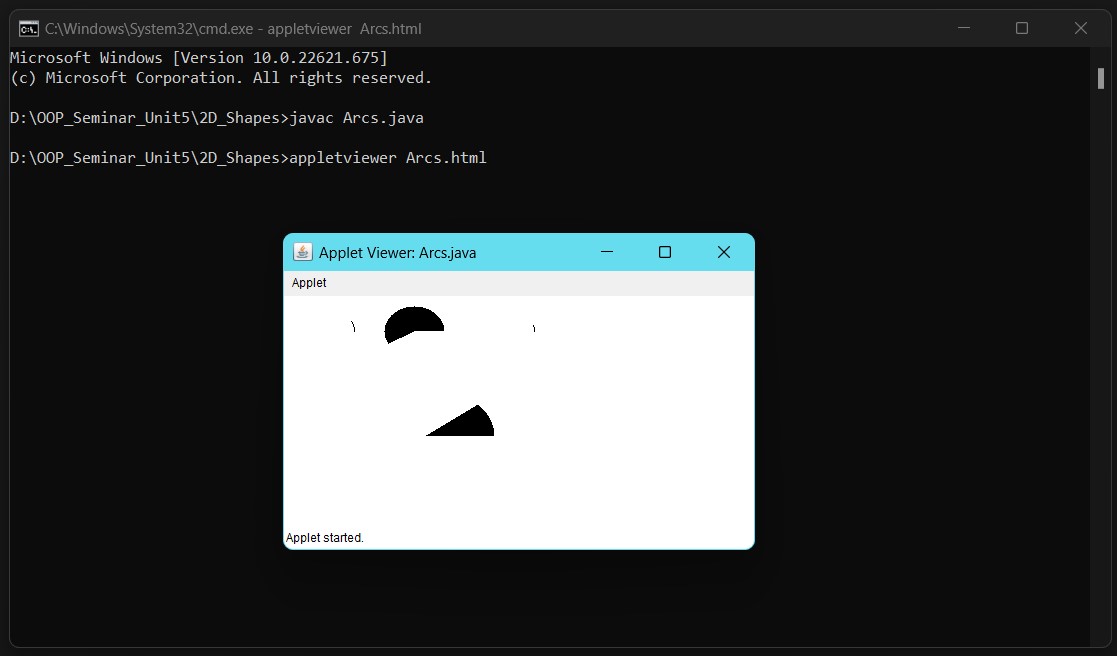 C:\Windows\System32\cmd.exe - appletviewer  Arcs.html
Microsoft Windows [Version 10.0.22621.675]
(c) Microsoft Corporation. All rights reserved.
D:\OOP_Seminar_Unit5\2D_Shapes>javac Arcs.java
D:\OOP_Seminar_Unit5\2D_Shapes>appletviewer Arcs.html
Applet Viewer: Arcs.java
Applet
Applet started.